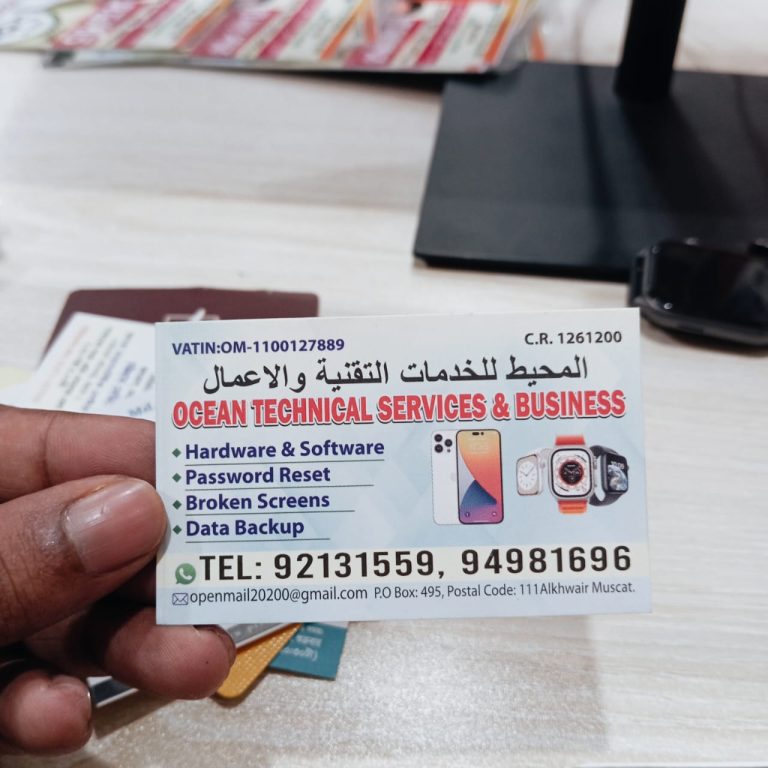 VATIN:OM-1100127889
C.R. 1261200
المحيط للخدمات التقنية والاعمال
OCEAN TECHNICAL SERVICES & BUSINESS
Hardware & Software
Password Reset
Broken Screens
Data Backup
TEL: 92131559, 94981696
openmail20200@gmail.com P.O Box: 495, Postal Code: 111Alkhwair Muscat.